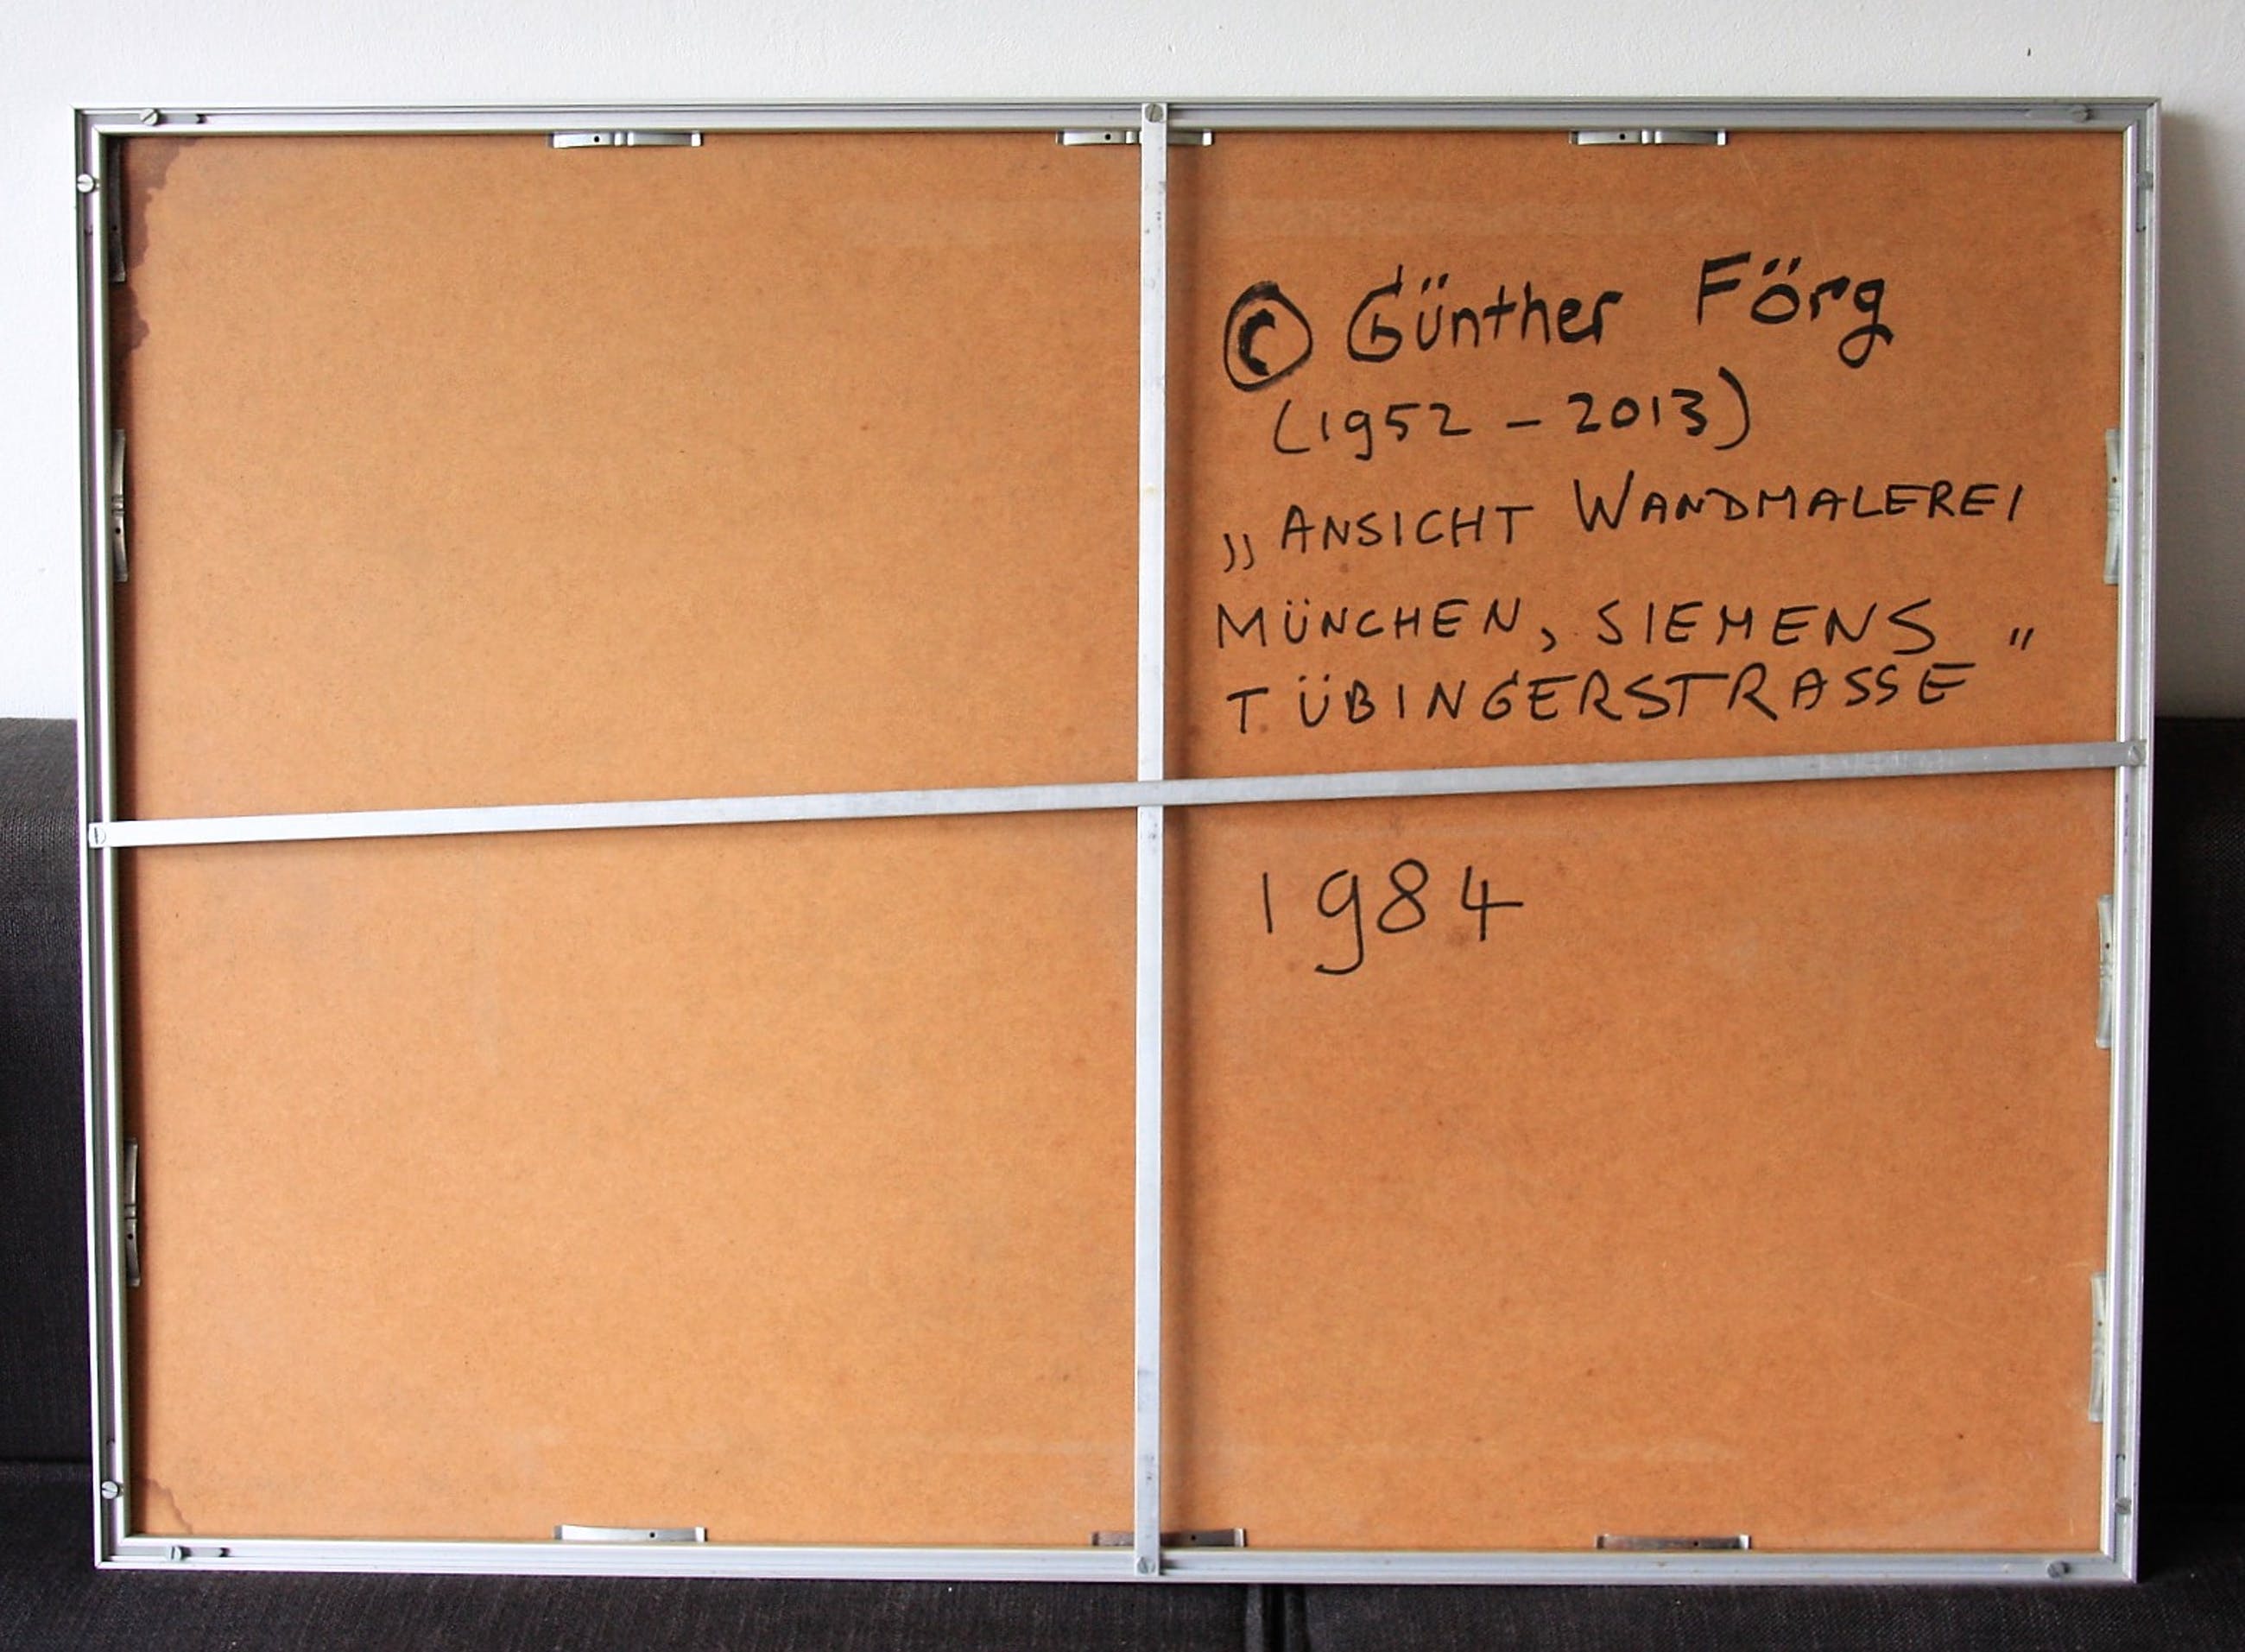 © Günther Förg
(1952 – 2013)
„ANSICHT WANDMALEREI
MÜNCHEN, SIEMENS "
TÜBINGERSTRASSE
1984